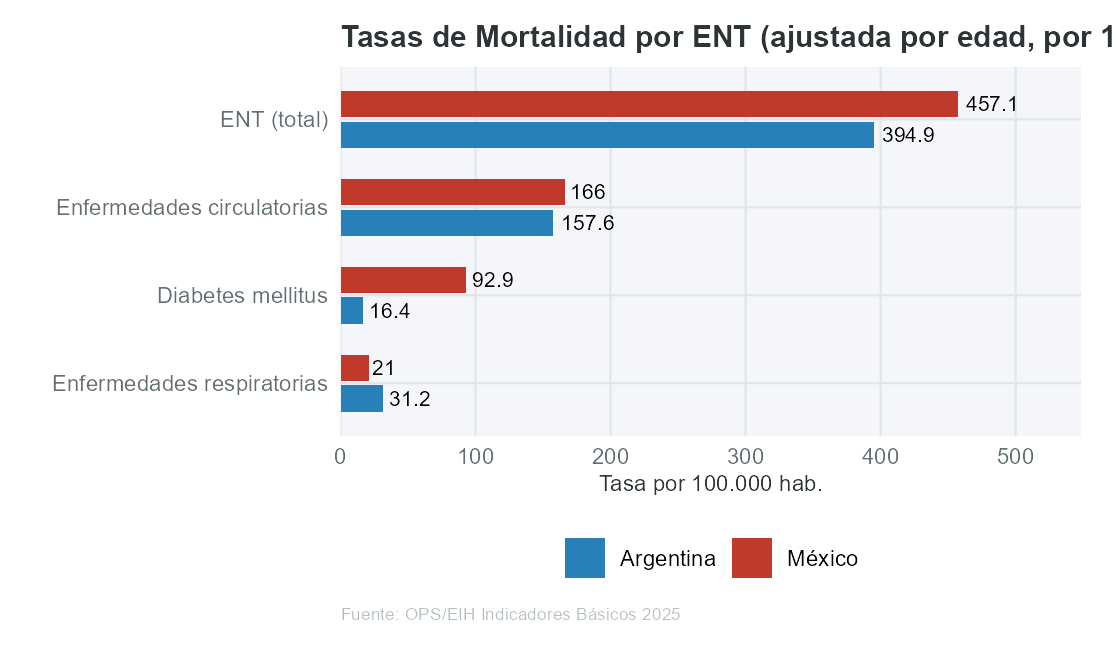 Tasas de Mortalidad por ENT (ajustada por edad, por 1
ENT (total)
457.1
394.9
Enfermedades circulatorias
166
157.6
Diabetes mellitus
92.9
16.4
Enfermedades respiratorias
21
31.2
0 100 200 300 400 500
Tasa por 100.000 hab.
Argentina México
Fuente: OPS/EIH Indicadores Básicos 2025